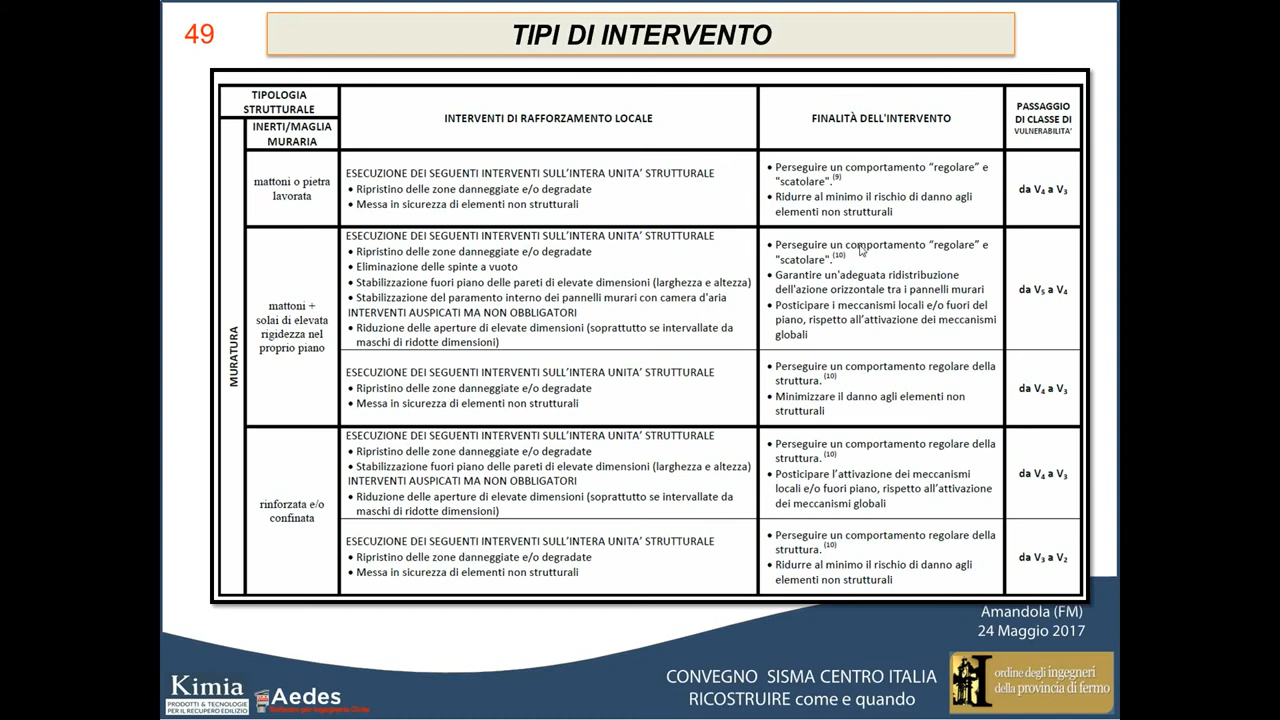 49
TIPI DI INTERVENTO
TIPOLOGIA
STRUTTURALE
INERTI/MAGLIA
MURARIA
INTERVENTI DI RAFFORZAMENTO LOCALE
FINALITÀ DELL'INTERVENTO
PASSAGGIO
DI CLASSE DI
VULNERABILITA'
MURATURA
mattoni o pietra
lavorata
ESECUZIONE DEI SEGUENTI INTERVENTI SULL'INTERA UNITA' STRUTTURALE
• Ripristino delle zone danneggiate e/o degradate
• Messa in sicurezza di elementi non strutturali
• Perseguire un comportamento “regolare” e
"scatolare".(9)
• Ridurre al minimo il rischio di danno agli
elementi non strutturali
da V4 a V3
mattoni +
solai di elevata
rigidezza nel
proprio piano
ESECUZIONE DEI SEGUENTI INTERVENTI SULL'INTERA UNITA' STRUTTURALE
• Ripristino delle zone danneggiate e/o degradate
• Eliminazione delle spinte a vuoto
• Stabilizzazione fuori piano delle pareti di elevate dimensioni (larghezza e altezza)
• Stabilizzazione del paramento interno dei pannelli murari con camera d'aria
INTERVENTI AUSPICATI MA NON OBBLIGATORI
• Riduzione delle aperture di elevate dimensioni (soprattutto se intervallate da
maschi di ridotte dimensioni)
• Perseguire un comportamento “regolare” e
"scatolare".(10)
• Garantire un'adeguata ridistribuzione
dell'azione orizzontale tra i pannelli murari
• Posticipare i meccanismi locali e/o fuori del
piano, rispetto all'attivazione dei meccanismi
globali
da V5 a V4
ESECUZIONE DEI SEGUENTI INTERVENTI SULL'INTERA UNITA' STRUTTURALE
• Ripristino delle zone danneggiate e/o degradate
• Messa in sicurezza di elementi non strutturali
• Perseguire un comportamento regolare della
struttura. (10)
• Minimizzare il danno agli elementi non
strutturali
da V4 a V3
rinforzata e/o
confinata
ESECUZIONE DEI SEGUENTI INTERVENTI SULL'INTERA UNITA' STRUTTURALE
• Ripristino delle zone danneggiate e/o degradate
• Stabilizzazione fuori piano delle pareti di elevate dimensioni (larghezza e altezza)
INTERVENTI AUSPICATI MA NON OBBLIGATORI
• Riduzione delle aperture di elevate dimensioni (soprattutto se intervallate da
maschi di ridotte dimensioni)
• Perseguire un comportamento regolare della
struttura. (10)
• Posticipare l'attivazione dei meccanismi
locali e/o fuori piano, rispetto all'attivazione
dei meccanismi globali
da V4 a V3
ESECUZIONE DEI SEGUENTI INTERVENTI SULL'INTERA UNITA' STRUTTURALE
• Ripristino delle zone danneggiate e/o degradate
• Messa in sicurezza di elementi non strutturali
• Perseguire un comportamento regolare della
struttura. (10)
• Ridurre al minimo il rischio di danno agli
elementi non strutturali
da V3 a V2
Amandola (FM)
24 Maggio 2017
Kimia
PRODOTTI & TECNOLOGIE
PER IL RECUPERO EDILIZIO
Aedes
Software per Ingegneria Civile
CONVEGNO SISMA CENTRO ITALIA
RICOSTRUIRE come e quando
ordine degli ingegneri
della provincia di fermo